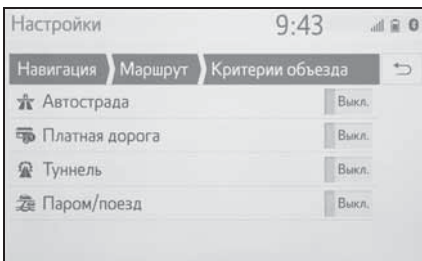 Настройки 9:43
Навигация Маршрут Критерии объезда
Автострада Выкл.
Платная дорога Выкл.
Туннель Выкл.
Паром/поезд Выкл.